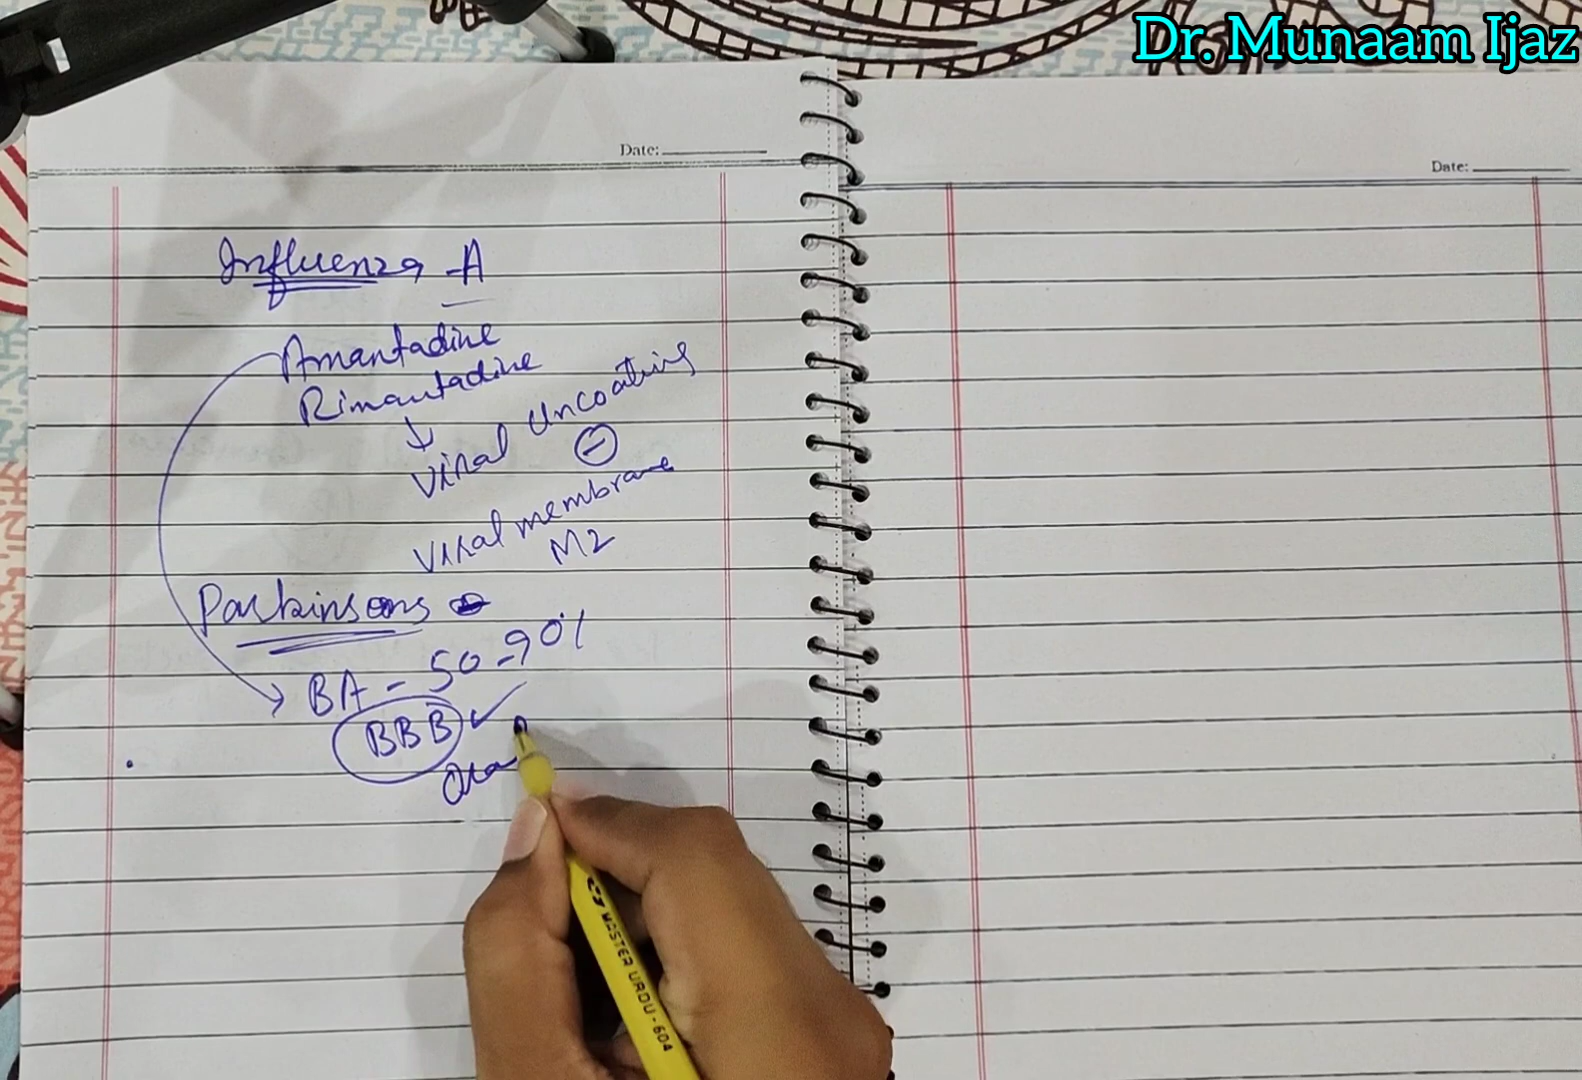 Dr. Munaam Ijaz
Date:
Date:
Influenza -A
Amantadine
Rimantadine
↓
Viral Uncoating
⊖
Viral membrane
M2
Parkinsons
→ BA - 50-90%
BBB ✓
MASTER URDU-604